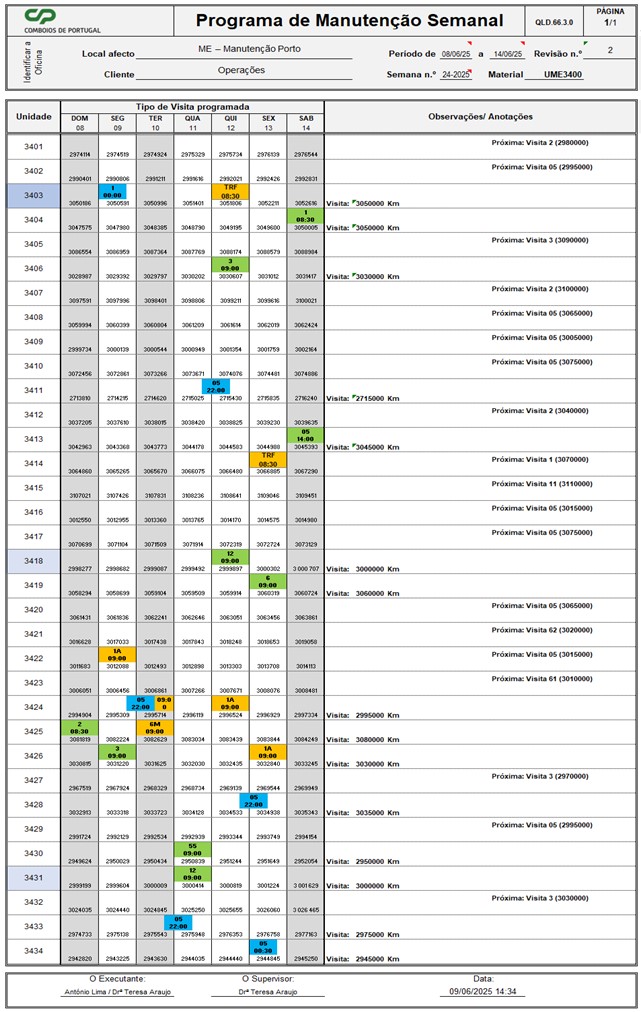 CP
COMBOIOS DE PORTUGAL
Programa de Manutenção Semanal
QLD.66.3.0
PÁGINA
1/1
Identificar a Oficina
Local afecto ME – Manutenção Porto
Período de 08/06/25 a 14/06/25 Revisão n.º 2
Cliente Operações
Semana n.º 24-2025 Material UME3400
Unidade Tipo de Visita programada Observações/ Anotações
DOM SEG TER QUA QUI SEX SAB
08 09 10 11 12 13 14
3401 Próxima: Visita 2 (2980000)
2974114 2974519 2974924 2975329 2975734 2976139 2976544
3402 Próxima: Visita 05 (2995000)
2990401 2990806 2991211 2991616 2992021 2992426 2992831
3403 1 00:00 TRF 08:30
3050186 3050591 3050996 3051401 3051806 3052211 3052616 Visita: 3050000 Km
3404 1 08:30
3047575 3047980 3048385 3048790 3049195 3049600 3050005 Visita: 3050000 Km
3405 Próxima: Visita 3 (3090000)
3086554 3086959 3087364 3087769 3088174 3088579 3088984
3406 3 09:00
3028987 3029392 3029797 3030202 3030607 3031012 3031417 Visita: 3030000 Km
3407 Próxima: Visita 2 (3100000)
3097591 3097996 3098401 3098806 3099211 3099616 3100021
3408 Próxima: Visita 05 (3065000)
3059994 3060399 3060804 3061209 3061614 3062019 3062424
3409 Próxima: Visita 05 (3005000)
2999734 3000139 3000544 3000949 3001354 3001759 3002164
3410 Próxima: Visita 05 (3075000)
3072456 3072861 3073266 3073671 3074076 3074481 3074886
3411 05 22:00
2713810 2714215 2714620 2715025 2715430 2715835 2716240 Visita: 2715000 Km
3412 Próxima: Visita 2 (3040000)
3037205 3037610 3038015 3038420 3038825 3039230 3039635
3413 05 14:00
3042963 3043368 3043773 3044178 3044583 3044988 3045393 Visita: 3045000 Km
3414 TRF 08:30 Próxima: Visita 1 (3070000)
3064860 3065265 3065670 3066075 3066480 3066885 3067290
3415 Próxima: Visita 11 (3110000)
3107021 3107426 3107831 3108236 3108641 3109046 3109451
3416 Próxima: Visita 05 (3015000)
3012550 3012955 3013360 3013765 3014170 3014575 3014980
3417 Próxima: Visita 05 (3075000)
3070699 3071104 3071509 3071914 3072319 3072724 3073129
3418 12 09:00
2998277 2998682 2999087 2999492 2999897 3000302 3 000 707 Visita: 3000000 Km
3419 6 09:00
3058294 3058699 3059104 3059509 3059914 3060319 3060724 Visita: 3060000 Km
3420 Próxima: Visita 05 (3065000)
3061431 3061836 3062241 3062646 3063051 3063456 3063861
3421 Próxima: Visita 62 (3020000)
3016628 3017033 3017438 3017843 3018248 3018653 3019058
3422 1A 09:00 Próxima: Visita 05 (3015000)
3011683 3012088 3012493 3012898 3013303 3013708 3014113
3423 Próxima: Visita 61 (3010000)
3006051 3006456 3006861 3007266 3007671 3008076 3008481
3424 05 22:00 09:00 1A 09:00
2994904 2995309 2995714 2996119 2996524 2996929 2997334 Visita: 2995000 Km
3425 2 08:30 6M 09:00
3081819 3082224 3082629 3083034 3083439 3083844 3084249 Visita: 3080000 Km
3426 3 09:00 1A 09:00
3030815 3031220 3031625 3032030 3032435 3032840 3033245 Visita: 3030000 Km
3427 Próxima: Visita 3 (2970000)
2967519 2967924 2968329 2968734 2969139 2969544 2969949
3428 05 22:00
3032913 3033318 3033723 3034128 3034533 3034938 3035343 Visita: 3035000 Km
3429 Próxima: Visita 05 (2995000)
2991724 2992129 2992534 2992939 2993344 2993749 2994154
3430 55 09:00
2949624 2950029 2950434 2950839 2951244 2951649 2952054 Visita: 2950000 Km
3431 12 09:00
2999199 2999604 3000009 3000414 3000819 3001224 3 001 629 Visita: 3000000 Km
3432 Próxima: Visita 3 (3030000)
3024035 3024440 3024845 3025250 3025655 3026060 3 026 465
3433 05 22:00
2974733 2975138 2975543 2975948 2976353 2976758 2977163 Visita: 2975000 Km
3434 05 00:30
2942820 2943225 2943630 2944035 2944440 2944845 2945250 Visita: 2945000 Km
O Executante: O Supervisor: Data:
António Lima / Drª Teresa Araujo Drª Teresa Araujo 09/06/2025 14:34